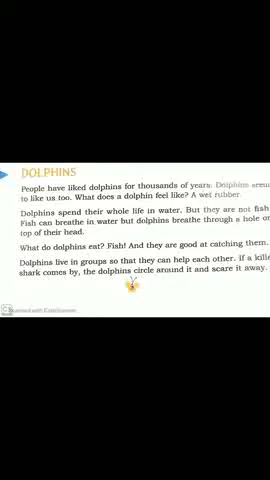 DOLPHINS
People have liked dolphins for thousands of years. Dolphins seem
to like us too. What does a dolphin feel like? A wet rubber.
Dolphins spend their whole life in water. But they are not fish
Fish can breathe in water but dolphins breathe through a hole on
top of their head.
What do dolphins eat? Fish! And they are good at catching them.
Dolphins live in groups so that they can help each other. If a kille
shark comes by, the dolphins circle around it and scare it away.
Scanned with CamScanner